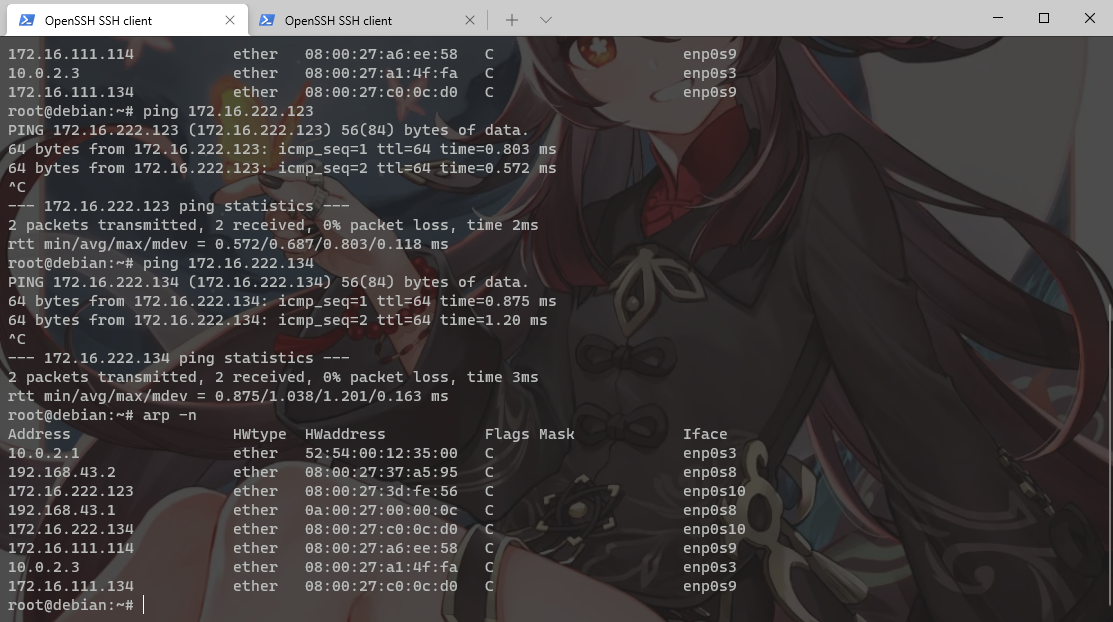 OpenSSH SSH client
OpenSSH SSH client
172.16.111.114 ether 08:00:27:a6:ee:58 C enp0s9
10.0.2.3 ether 08:00:27:a1:4f:fa C enp0s3
172.16.111.134 ether 08:00:27:c0:0c:d0 C enp0s9
root@debian:~# ping 172.16.222.123
PING 172.16.222.123 (172.16.222.123) 56(84) bytes of data.
64 bytes from 172.16.222.123: icmp_seq=1 ttl=64 time=0.803 ms
64 bytes from 172.16.222.123: icmp_seq=2 ttl=64 time=0.572 ms
^C
--- 172.16.222.123 ping statistics ---
2 packets transmitted, 2 received, 0% packet loss, time 2ms
rtt min/avg/max/mdev = 0.572/0.687/0.803/0.118 ms
root@debian:~# ping 172.16.222.134
PING 172.16.222.134 (172.16.222.134) 56(84) bytes of data.
64 bytes from 172.16.222.134: icmp_seq=1 ttl=64 time=0.875 ms
64 bytes from 172.16.222.134: icmp_seq=2 ttl=64 time=1.20 ms
^C
--- 172.16.222.134 ping statistics ---
2 packets transmitted, 2 received, 0% packet loss, time 3ms
rtt min/avg/max/mdev = 0.875/1.038/1.201/0.163 ms
root@debian:~# arp -n
Address HWtype HWaddress Flags Mask Iface
10.0.2.1 ether 52:54:00:12:35:00 C enp0s3
192.168.43.2 ether 08:00:27:37:a5:95 C enp0s8
172.16.222.123 ether 08:00:27:3d:fe:56 C enp0s10
192.168.43.1 ether 0a:00:27:00:00:0c C enp0s8
172.16.222.134 ether 08:00:27:c0:0c:d0 C enp0s10
172.16.111.114 ether 08:00:27:a6:ee:58 C enp0s9
10.0.2.3 ether 08:00:27:a1:4f:fa C enp0s3
172.16.111.134 ether 08:00:27:c0:0c:d0 C enp0s9
root@debian:~#